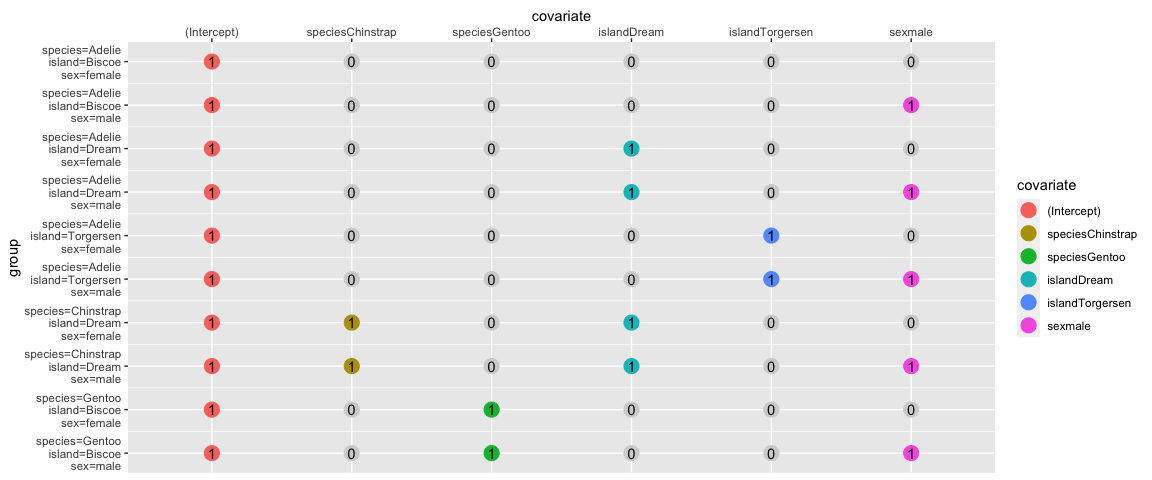 covariate
(Intercept) speciesChinstrap speciesGentoo islandDream islandTorgersen sexmale
group
species=Adelie
island=Biscoe
sex=female
1 0 0 0 0 0
species=Adelie
island=Biscoe
sex=male
1 0 0 0 0 1
species=Adelie
island=Dream
sex=female
1 0 0 1 0 0
species=Adelie
island=Dream
sex=male
1 0 0 1 0 1
species=Adelie
island=Torgersen
sex=female
1 0 0 0 1 0
species=Adelie
island=Torgersen
sex=male
1 0 0 0 1 1
species=Chinstrap
island=Dream
sex=female
1 1 0 1 0 0
species=Chinstrap
island=Dream
sex=male
1 1 0 1 0 1
species=Gentoo
island=Biscoe
sex=female
1 0 1 0 0 0
species=Gentoo
island=Biscoe
sex=male
1 0 1 0 0 1
covariate
(Intercept)
speciesChinstrap
speciesGentoo
islandDream
islandTorgersen
sexmale